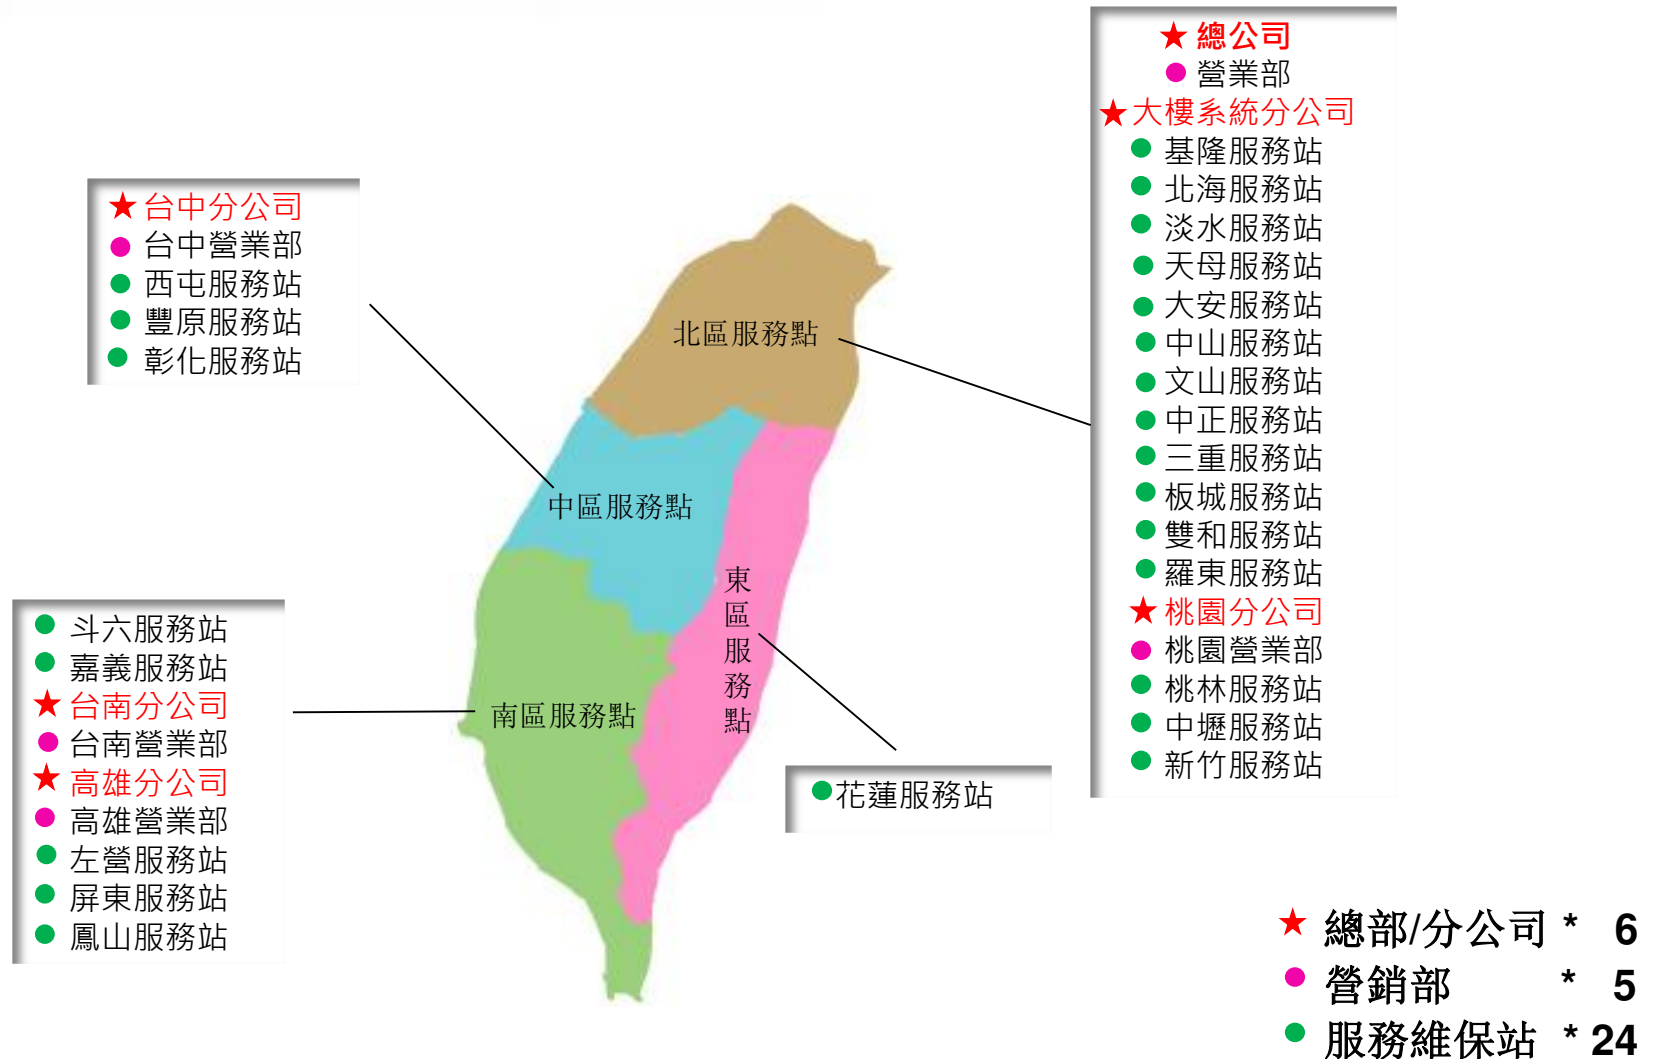 ★ 總公司
● 營業部
★ 大樓系統分公司
● 基隆服務站
● 北海服務站
● 淡水服務站
● 天母服務站
● 大安服務站
● 中山服務站
● 文山服務站
● 中正服務站
● 三重服務站
● 板城服務站
● 雙和服務站
● 羅東服務站
★ 桃園分公司
● 桃園營業部
● 桃林服務站
● 中壢服務站
● 新竹服務站
★ 台中分公司
● 台中營業部
● 西屯服務站
● 豐原服務站
● 彰化服務站
北區服務點
中區服務點
東區服務點
南區服務點
● 斗六服務站
● 嘉義服務站
★ 台南分公司
● 台南營業部
★ 高雄分公司
● 高雄營業部
● 左營服務站
● 屏東服務站
● 鳳山服務站
● 花蓮服務站
★ 總部/分公司 * 6
● 營銷部 * 5
● 服務維保站 * 24